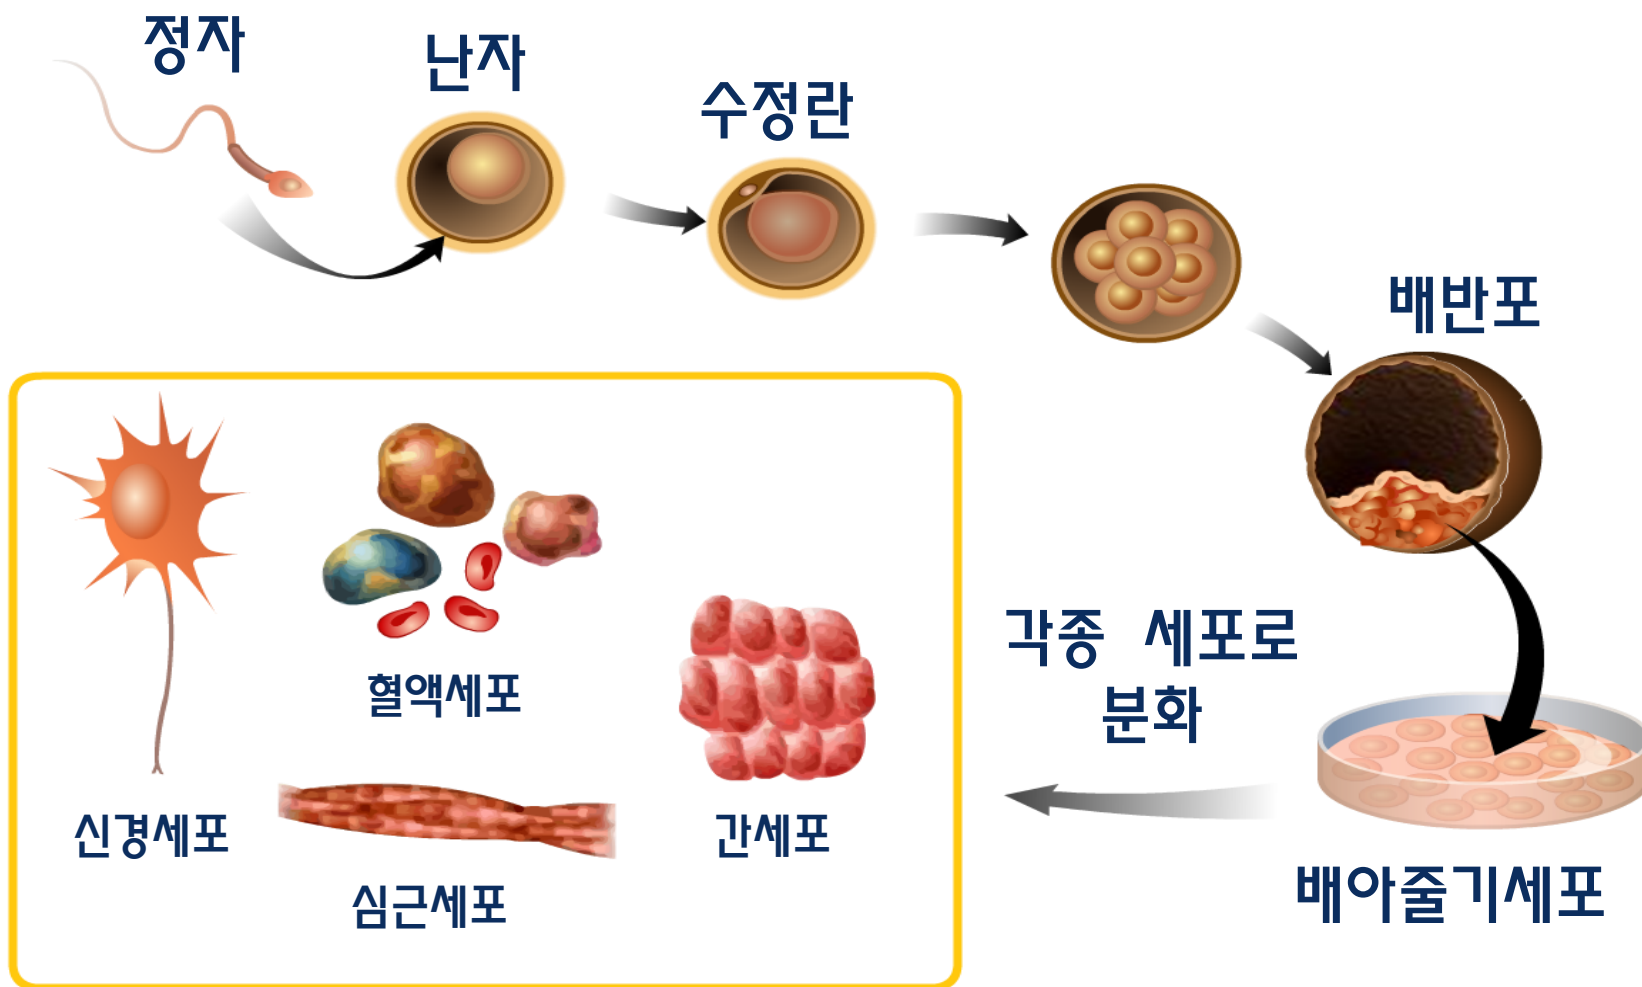 정자
난자
수정란
배반포
각종 세포로
분화
배아줄기세포
신경세포
혈액세포
심근세포
간세포